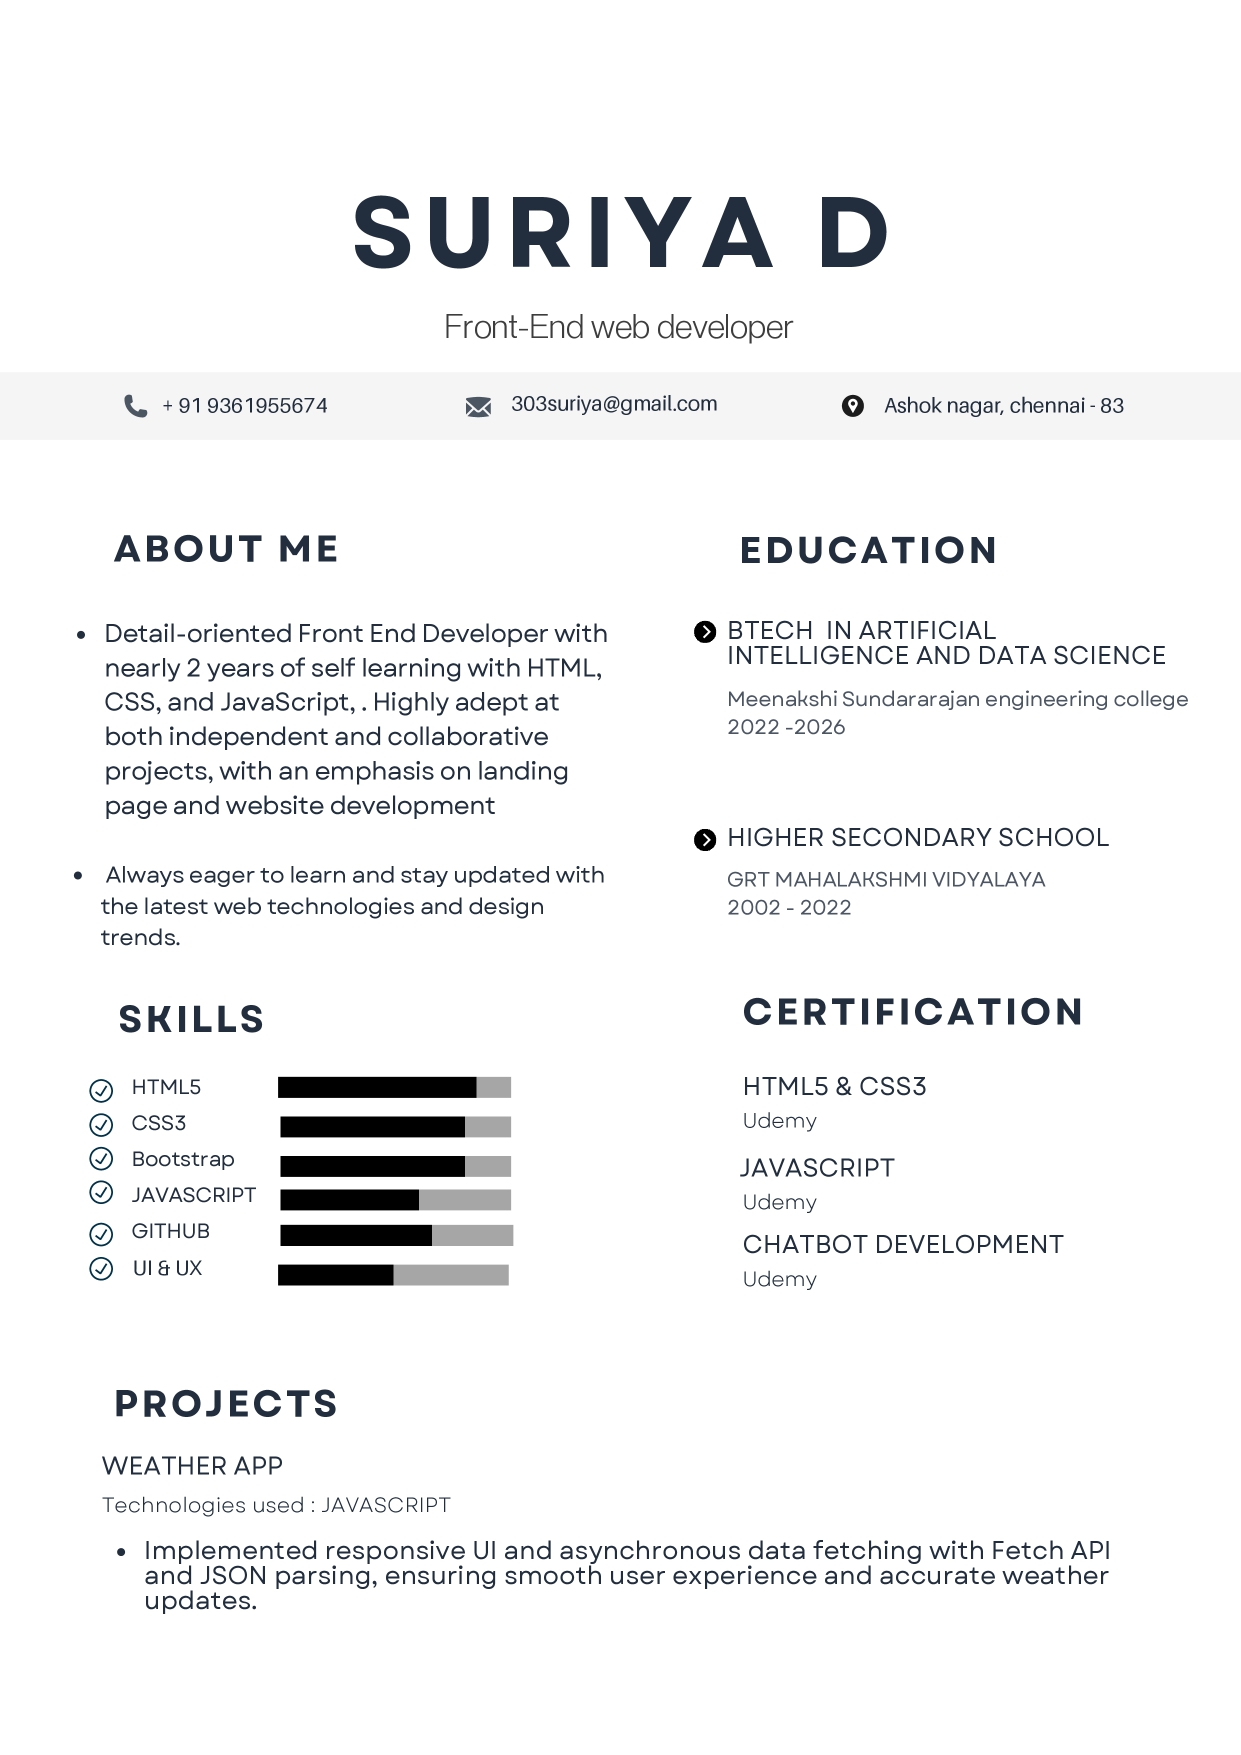 SURIYA D
Front-End web developer
+ 91 9361955674
303suriya@gmail.com
Ashok nagar, chennai - 83
ABOUT ME
• Detail-oriented Front End Developer with
nearly 2 years of self learning with HTML,
CSS, and JavaScript, . Highly adept at
both independent and collaborative
projects, with an emphasis on landing
page and website development
• Always eager to learn and stay updated with
the latest web technologies and design
trends.
SKILLS
HTML5
CSS3
Bootstrap
JAVASCRIPT
GITHUB
UI & UX
EDUCATION
BTECH IN ARTIFICIAL
INTELLIGENCE AND DATA SCIENCE
Meenakshi Sundararajan engineering college
2022 -2026
HIGHER SECONDARY SCHOOL
GRT MAHALAKSHMI VIDYALAYA
2002 - 2022
CERTIFICATION
HTML5 & CSS3
Udemy
JAVASCRIPT
Udemy
CHATBOT DEVELOPMENT
Udemy
PROJECTS
WEATHER APP
Technologies used : JAVASCRIPT
• Implemented responsive UI and asynchronous data fetching with Fetch API
and JSON parsing, ensuring smooth user experience and accurate weather
updates.